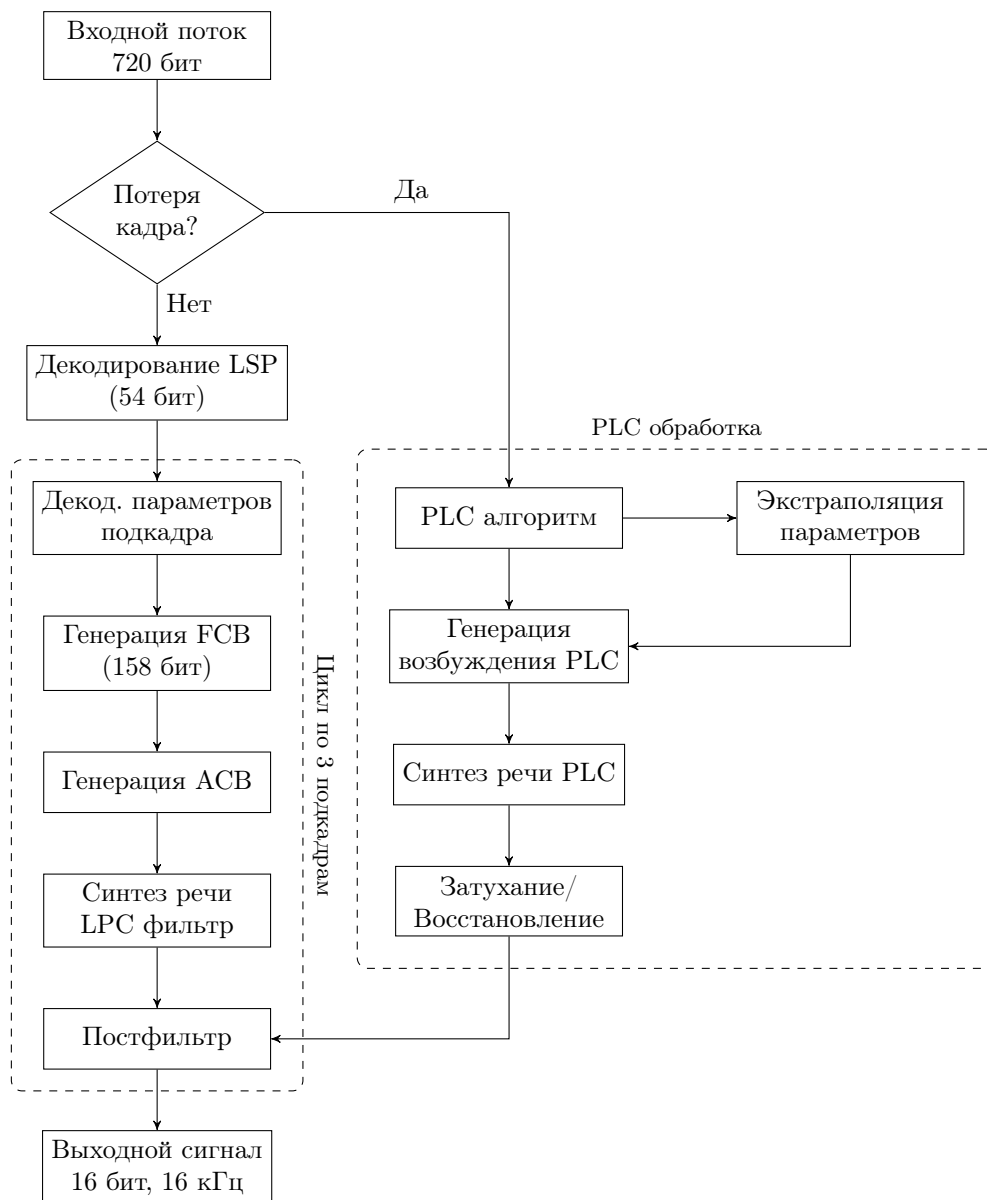 Входной поток
720 бит
Потеря
кадра?
Да
Нет
Декодирование LSP
(54 бит)
PLC обработка
Декод. параметров
подкадра
PLC алгоритм
Экстраполяция
параметров
Генерация FCB
(158 бит)
Генерация
возбуждения PLC
Цикл по 3 подкадрам
Генерация ACB
Синтез речи PLC
Синтез речи
LPC фильтр
Затухание/
Восстановление
Постфильтр
Выходной сигнал
16 бит, 16 кГц